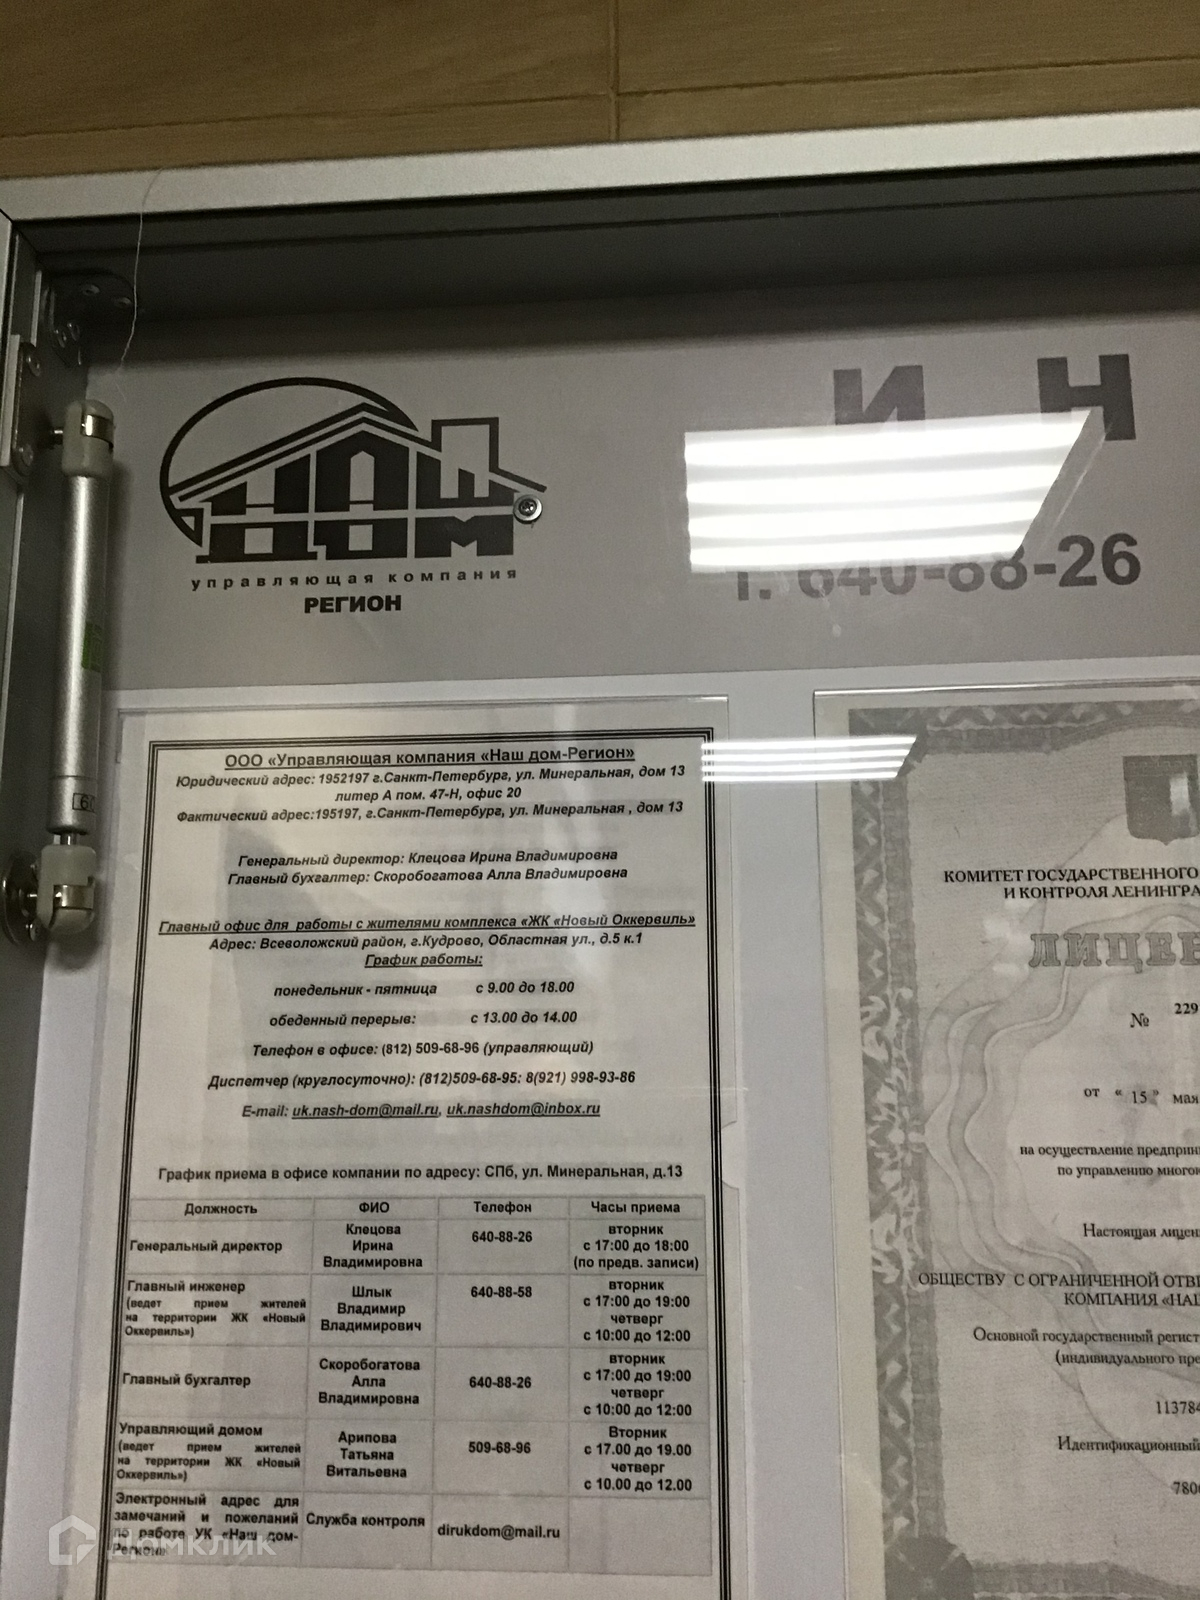 И Н
НАШ
ДОМ
управляющая компания
РЕГИОН
т. 640-88-26
ООО «Управляющая компания «Наш дом-Регион»
Юридический адрес: 1952197 г.Санкт-Петербург, ул. Минеральная, дом 13
литер А пом. 47-Н, офис 20
Фактический адрес:195197, г.Санкт-Петербург, ул. Минеральная , дом 13
Генеральный директор: Клецова Ирина Владимировна
Главный бухгалтер: Скоробогатова Алла Владимировна
Главный офис для работы с жителями комплекса «ЖК «Новый Оккервиль»
Адрес: Всеволожский район, г.Кудрово, Областная ул., д.5 к.1
График работы:
понедельник - пятница с 9.00 до 18.00
обеденный перерыв: с 13.00 до 14.00
Телефон в офисе: (812) 509-68-96 (управляющий)
Диспетчер (круглосуточно): (812)509-68-95: 8(921) 998-93-86
E-mail: uk.nash-dom@mail.ru, uk.nashdom@inbox.ru
График приема в офисе компании по адресу: СПб, ул. Минеральная, д.13
Должность ФИО Телефон Часы приема
Генеральный директор
Клецова
Ирина
Владимировна
640-88-26
вторник
с 17:00 до 18:00
(по предв. записи)
Главный инженер
(ведет прием жителей
на территории ЖК «Новый
Оккервиль»)
Шлык
Владимир
Владимирович
640-88-58
вторник
с 17:00 до 19:00
четверг
с 10:00 до 12:00
Главный бухгалтер
Скоробогатова
Алла
Владимировна
640-88-26
вторник
с 17:00 до 19:00
четверг
с 10:00 до 12:00
Управляющий домом
(ведет прием жителей
на территории ЖК «Новый
Оккервиль»)
Арипова
Татьяна
Витальевна
509-68-96
Вторник
с 17.00 до 19.00
четверг
с 10.00 до 12.00
Электронный адрес для
замечаний и пожеланий
по работе УК «Наш дом-
Регион»
Служба контроля
dirukdom@mail.ru
КОМИТЕТ ГОСУДАРСТВЕННОГО
И КОНТРОЛЯ ЛЕНИНГРА
ЛИЦЕН
№ 229
от « 15 » мая
на осуществление предприн
по управлению многок
Настоящая лицен
ОБЩЕСТВУ С ОГРАНИЧЕННОЙ ОТВЕ
КОМПАНИЯ «НАШ
Основной государственный регист
(индивидуального пре
113784
Идентификационный
7806
домклик